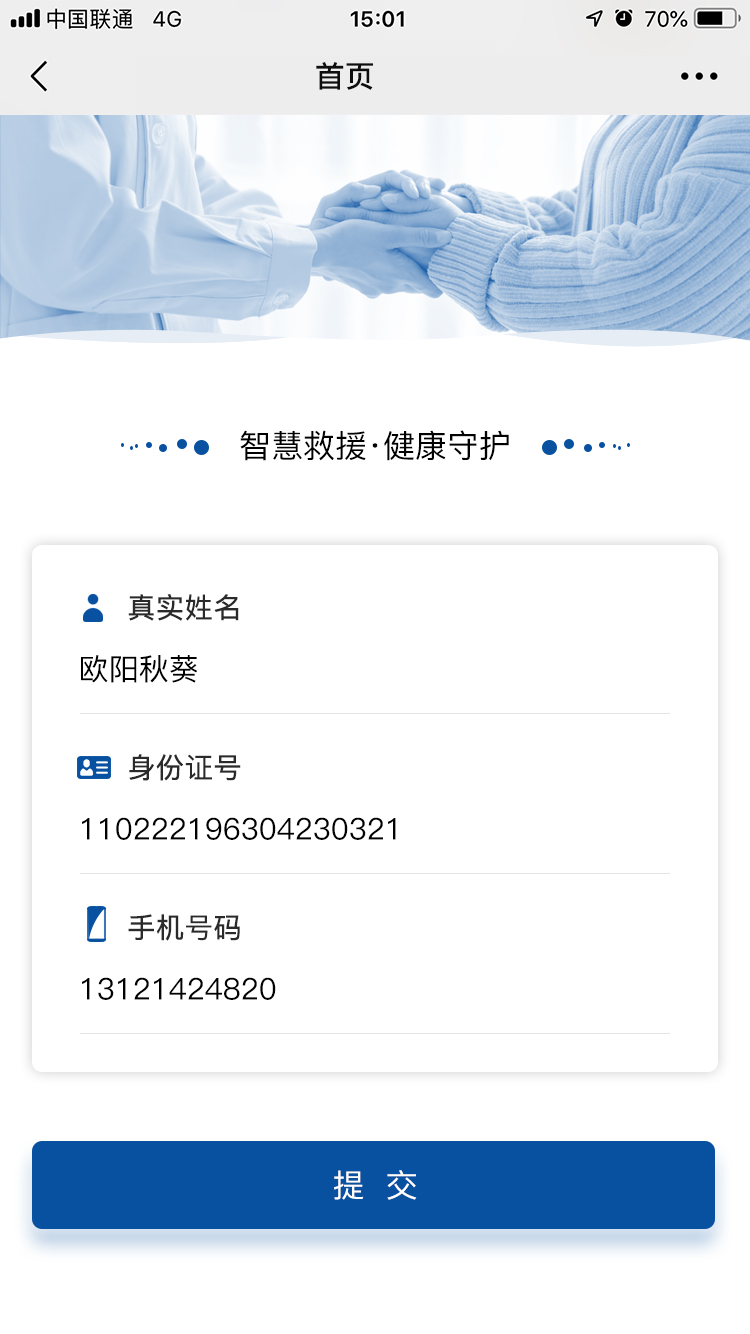 中国联通 4G 15:01 70%
首页
智慧救援·健康守护
真实姓名
欧阳秋葵
身份证号
110222196304230321
手机号码
13121424820
提 交